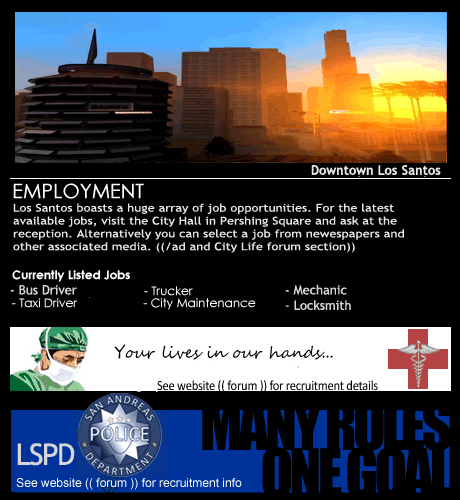 Downtown Los Santos
EMPLOYMENT
Los Santos boasts a huge array of job opportunities. For the latest
available jobs, visit the City Hall in Pershing Square and ask at the
reception. Alternatively you can select a job from newespapers and
other associated media. ((/ad and City Life forum section))
Currently Listed Jobs
- Bus Driver - Trucker - Mechanic
- Taxi Driver - City Maintenance - Locksmith
Your lives in our hands...
See website (( forum )) for recruitment details
SAN ANDREAS
POLICE
DEPARTMENT
LSPD
MANY ROLES
ONE GOAL
See website (( forum )) for recruitment info